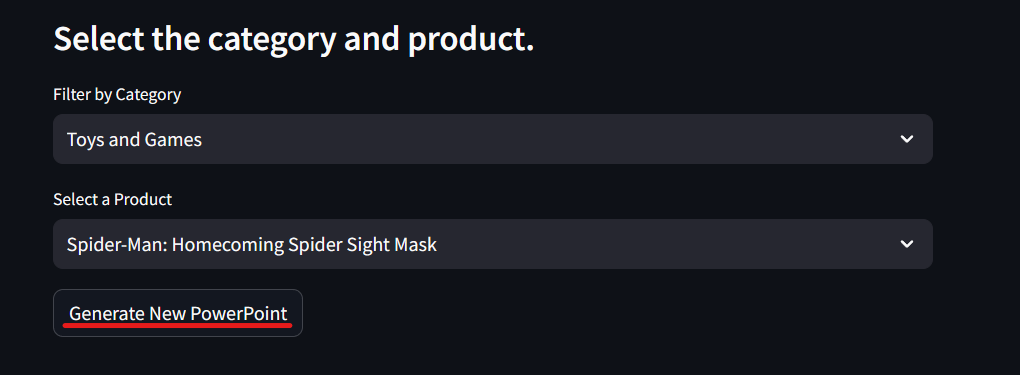 Select the category and product.
Filter by Category
Toys and Games
Select a Product
Spider-Man: Homecoming Spider Sight Mask
Generate New PowerPoint